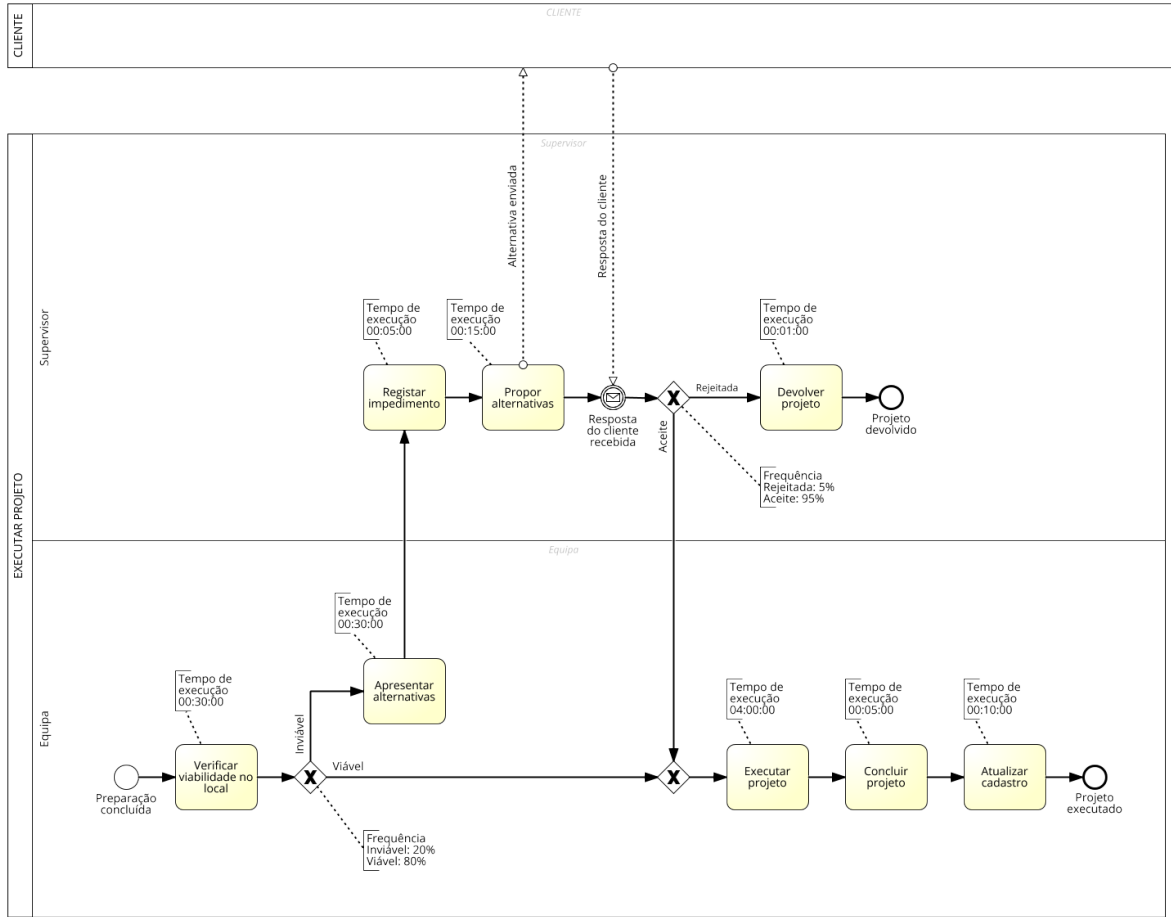 CLIENTE
CLIENTE
EXECUTAR PROJETO
Supervisor
Supervisor
Alternativa enviada
Resposta do cliente
Tempo de
execução
00:05:00
Tempo de
execução
00:15:00
Tempo de
execução
00:01:00
Registar
impedimento
Propor
alternativas
Resposta
do cliente
recebida
Rejeitada
Aceite
Devolver
projeto
Projeto
devolvido
Frequência
Rejeitada: 5%
Aceite: 95%
Equipa
Equipa
Tempo de
execução
00:30:00
Apresentar
alternativas
Tempo de
execução
00:30:00
Preparação
concluída
Verificar
viabilidade no
local
Inviável
Viável
Frequência
Inviável: 20%
Viável: 80%
Tempo de
execução
04:00:00
Tempo de
execução
00:05:00
Tempo de
execução
00:10:00
Executar
projeto
Concluir
projeto
Atualizar
cadastro
Projeto
executado